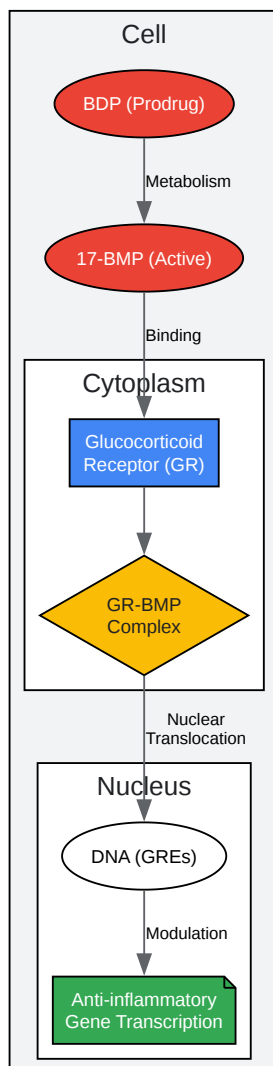 Cell
BDP (Prodrug)
Metabolism
17-BMP (Active)
Binding
Cytoplasm
Glucocorticoid
Receptor (GR)
GR-BMP
Complex
Nuclear
Translocation
Nucleus
DNA (GREs)
Modulation
Anti-inflammatory
Gene Transcription